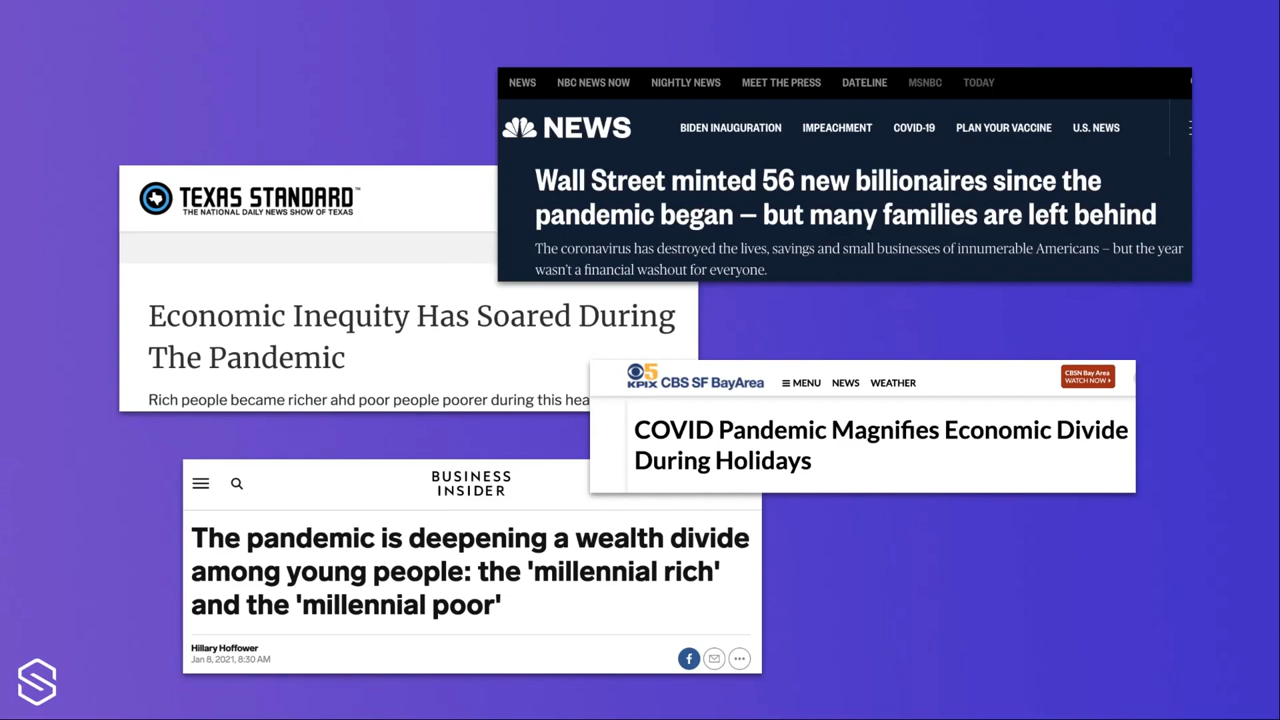 NEWS NBC NEWS NOW NIGHTLY NEWS MEET THE PRESS DATELINE MSNBC TODAY
NEWS BIDEN INAUGURATION IMPEACHMENT COVID-19 PLAN YOUR VACCINE U.S. NEWS
Wall Street minted 56 new billionaires since the
pandemic began – but many families are left behind
The coronavirus has destroyed the lives, savings and small businesses of innumerable Americans – but the year
wasn't a financial washout for everyone.
TEXAS STANDARD™
THE NATIONAL DAILY NEWS SHOW OF TEXAS
Economic Inequity Has Soared During
The Pandemic
Rich people became richer ahd poor people poorer during this hea
5
KPIX CBS SF BayArea MENU NEWS WEATHER
CBSN Bay Area
WATCH NOW
COVID Pandemic Magnifies Economic Divide
During Holidays
BUSINESS
INSIDER
The pandemic is deepening a wealth divide
among young people: the 'millennial rich'
and the 'millennial poor'
Hillary Hoffower
Jan 8, 2021, 8:30 AM